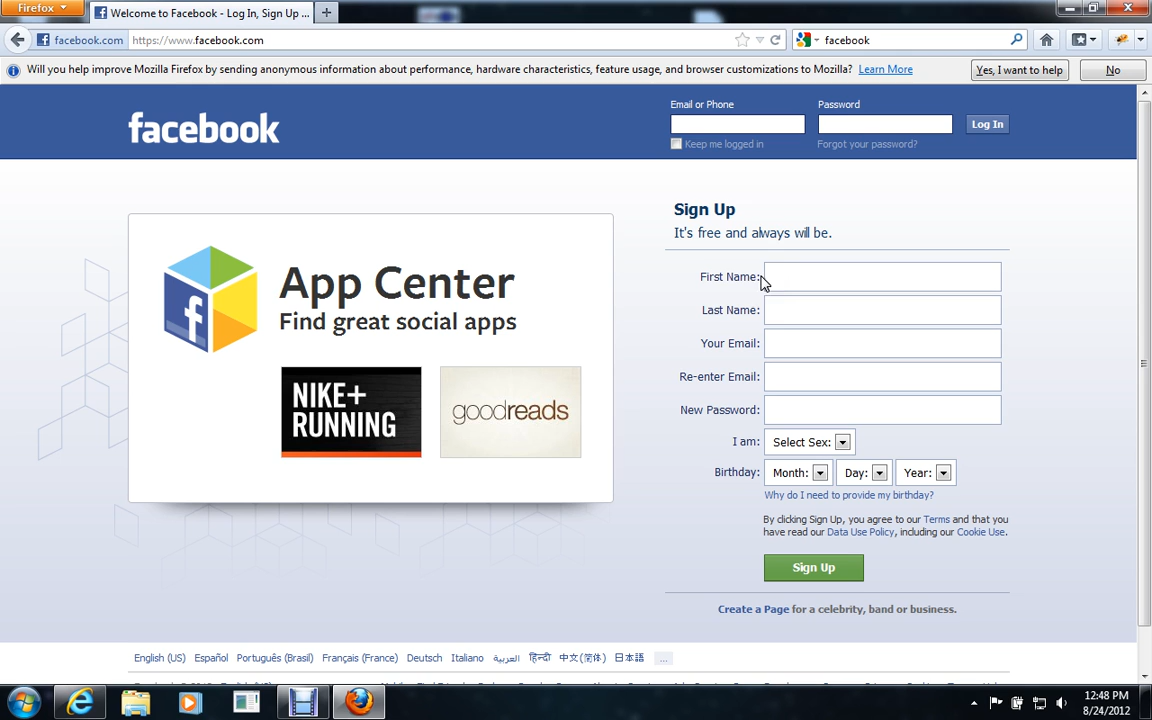 Firefox
Welcome to Facebook - Log In, Sign Up ...
facebook.com
https://www.facebook.com
facebook
Will you help improve Mozilla Firefox by sending anonymous information about performance, hardware characteristics, feature usage, and browser customizations to Mozilla? Learn More
Yes, I want to help
No
facebook
Email or Phone
Password
Log In
Keep me logged in
Forgot your password?
App Center
Find great social apps
NIKE+
RUNNING
goodreads
Sign Up
It's free and always will be.
First Name:
Last Name:
Your Email:
Re-enter Email:
New Password:
I am: Select Sex:
Birthday: Month: Day: Year:
Why do I need to provide my birthday?
By clicking Sign Up, you agree to our Terms and that you
have read our Data Use Policy, including our Cookie Use.
Sign Up
Create a Page for a celebrity, band or business.
English (US) Español Português (Brasil) Français (France) Deutsch Italiano العربية हिन्दी 中文(简体) 日本語 ...
12:48 PM
8/24/2012